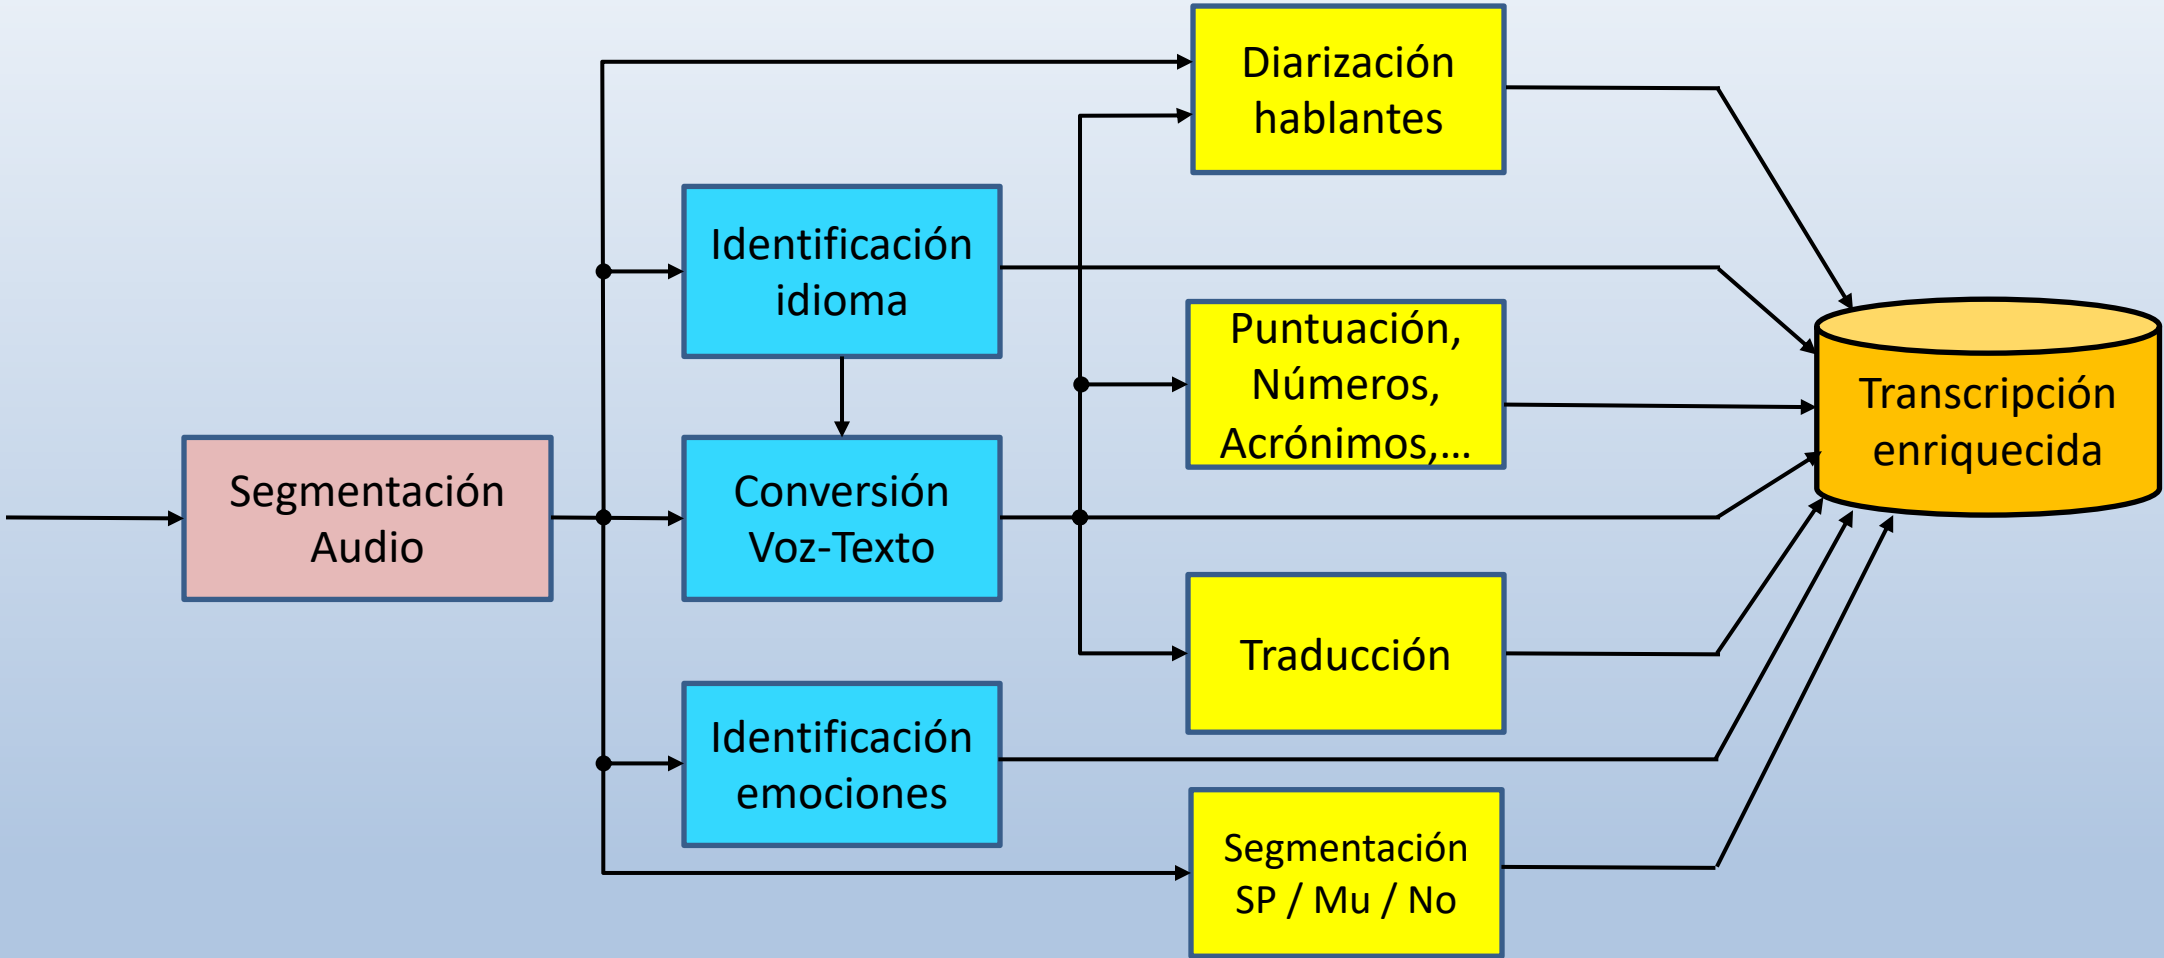 Diarización
hablantes
Identificación
idioma
Puntuación,
Números,
Acrónimos,...
Transcripción
enriquecida
Segmentación
Audio
Conversión
Voz-Texto
Traducción
Identificación
emociones
Segmentación
SP / Mu / No